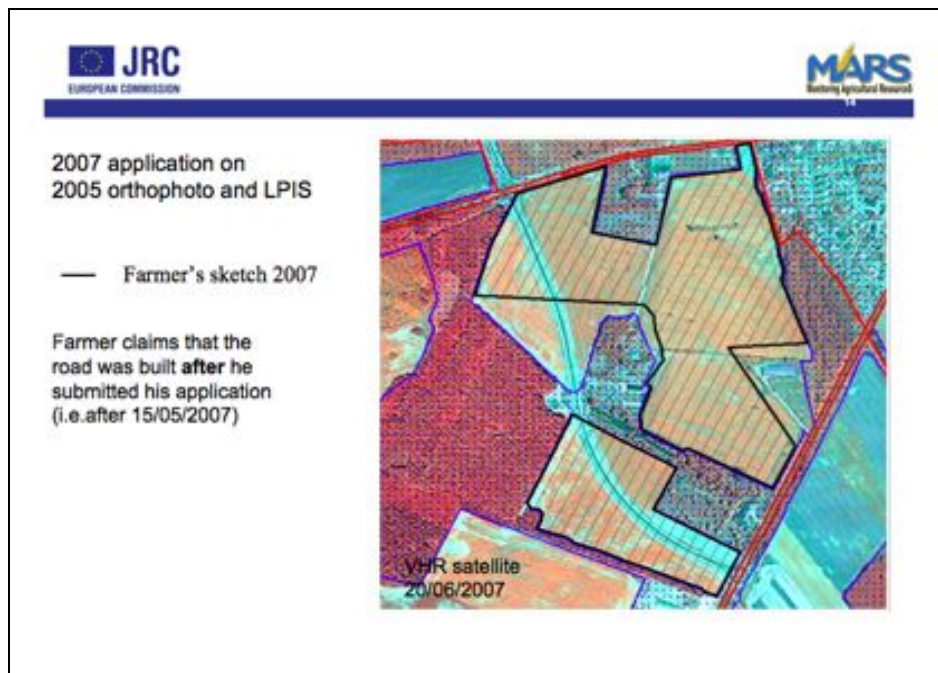 JRC
EUROPEAN COMMISSION
MARS
Monitoring Agricultural ResourceS
14
2007 application on
2005 orthophoto and LPIS
Farmer's sketch 2007
Farmer claims that the
road was built after he
submitted his application
(i.e.after 15/05/2007)
VHR satellite
20/06/2007